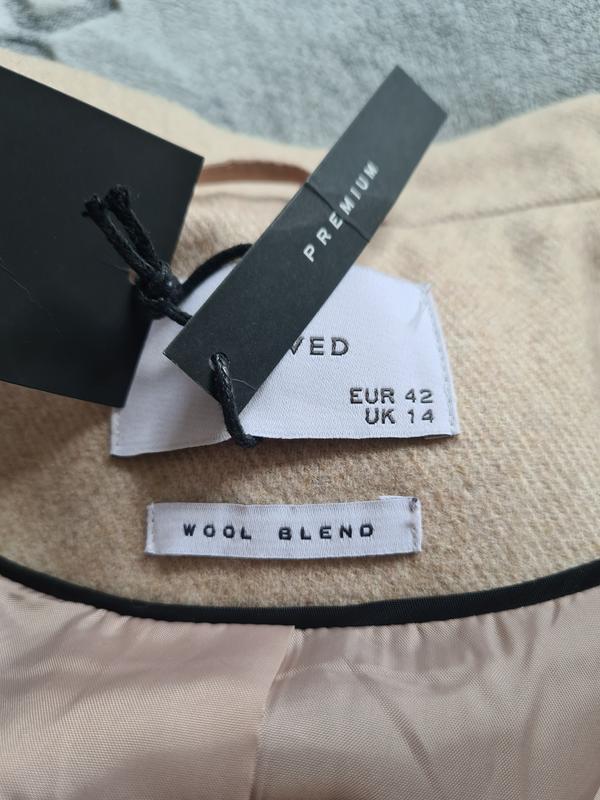 PREMIUM
VED
EUR 42
UK 14
WOOL BLEND